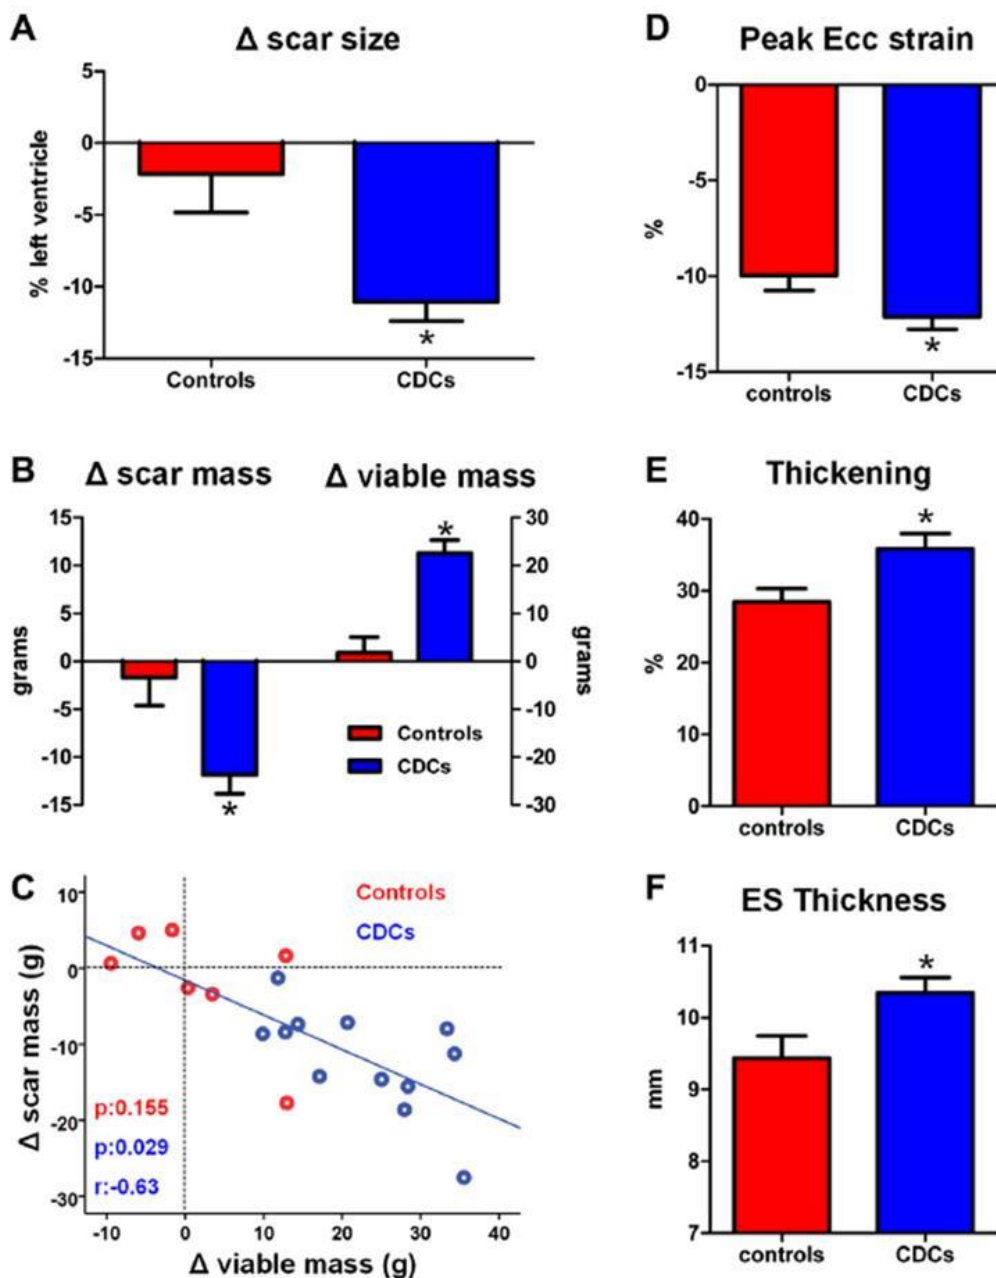 A
Δ scar size
% left ventricle
5
0
-5
-10
-15
Controls
CDCs
*
B
Δ scar mass
Δ viable mass
grams
15
10
5
0
-5
-10
-15
*
*
30
20
10
0
-10
-20
-30
grams
Controls
CDCs
C
Δ scar mass (g)
10
0
-10
-20
-30
Controls
CDCs
p:0.155
p:0.029
r:-0.63
-10
0
10
20
30
40
Δ viable mass (g)
D
Peak Ecc strain
%
0
-5
-10
-15
*
controls
CDCs
E
Thickening
%
40
30
20
10
0
*
controls
CDCs
F
ES Thickness
mm
11
10
9
8
7
*
controls
CDCs